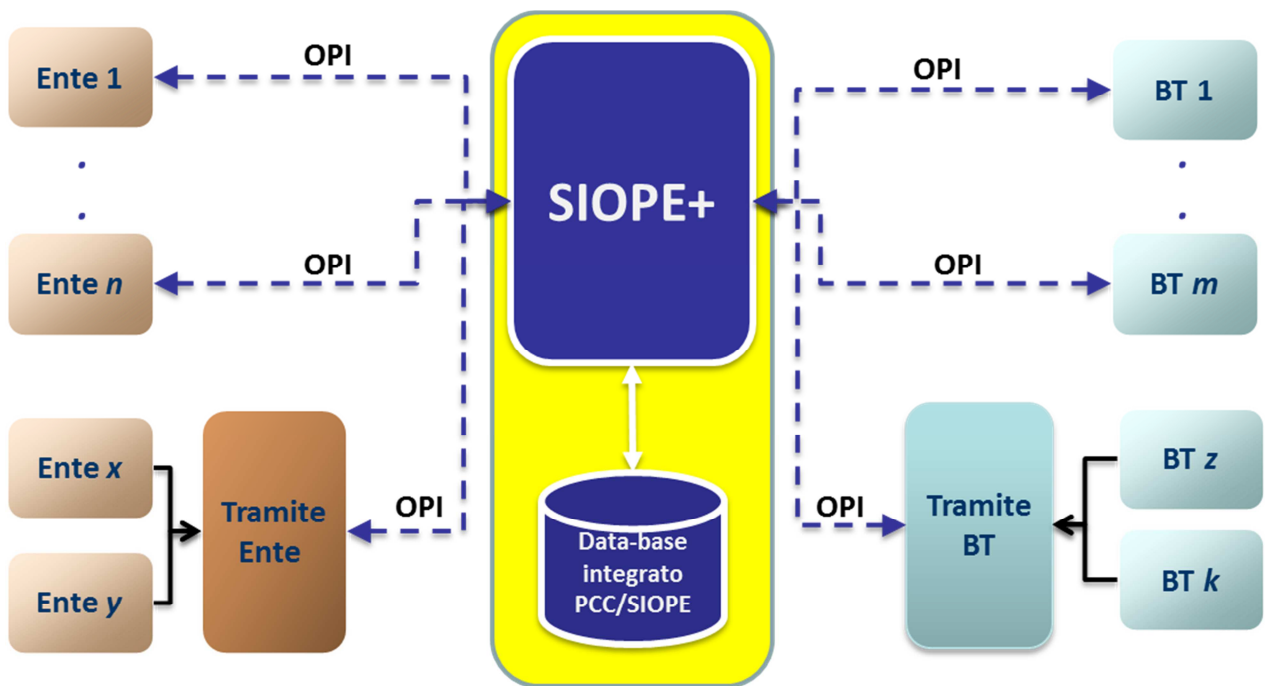 Ente 1
OPI
Ente n
OPI
Ente x
Ente y
Tramite
Ente
OPI
SIOPE+
Data-base
integrato
PCC/SIOPE
OPI
BT 1
OPI
BT m
OPI
Tramite
BT
BT z
BT k